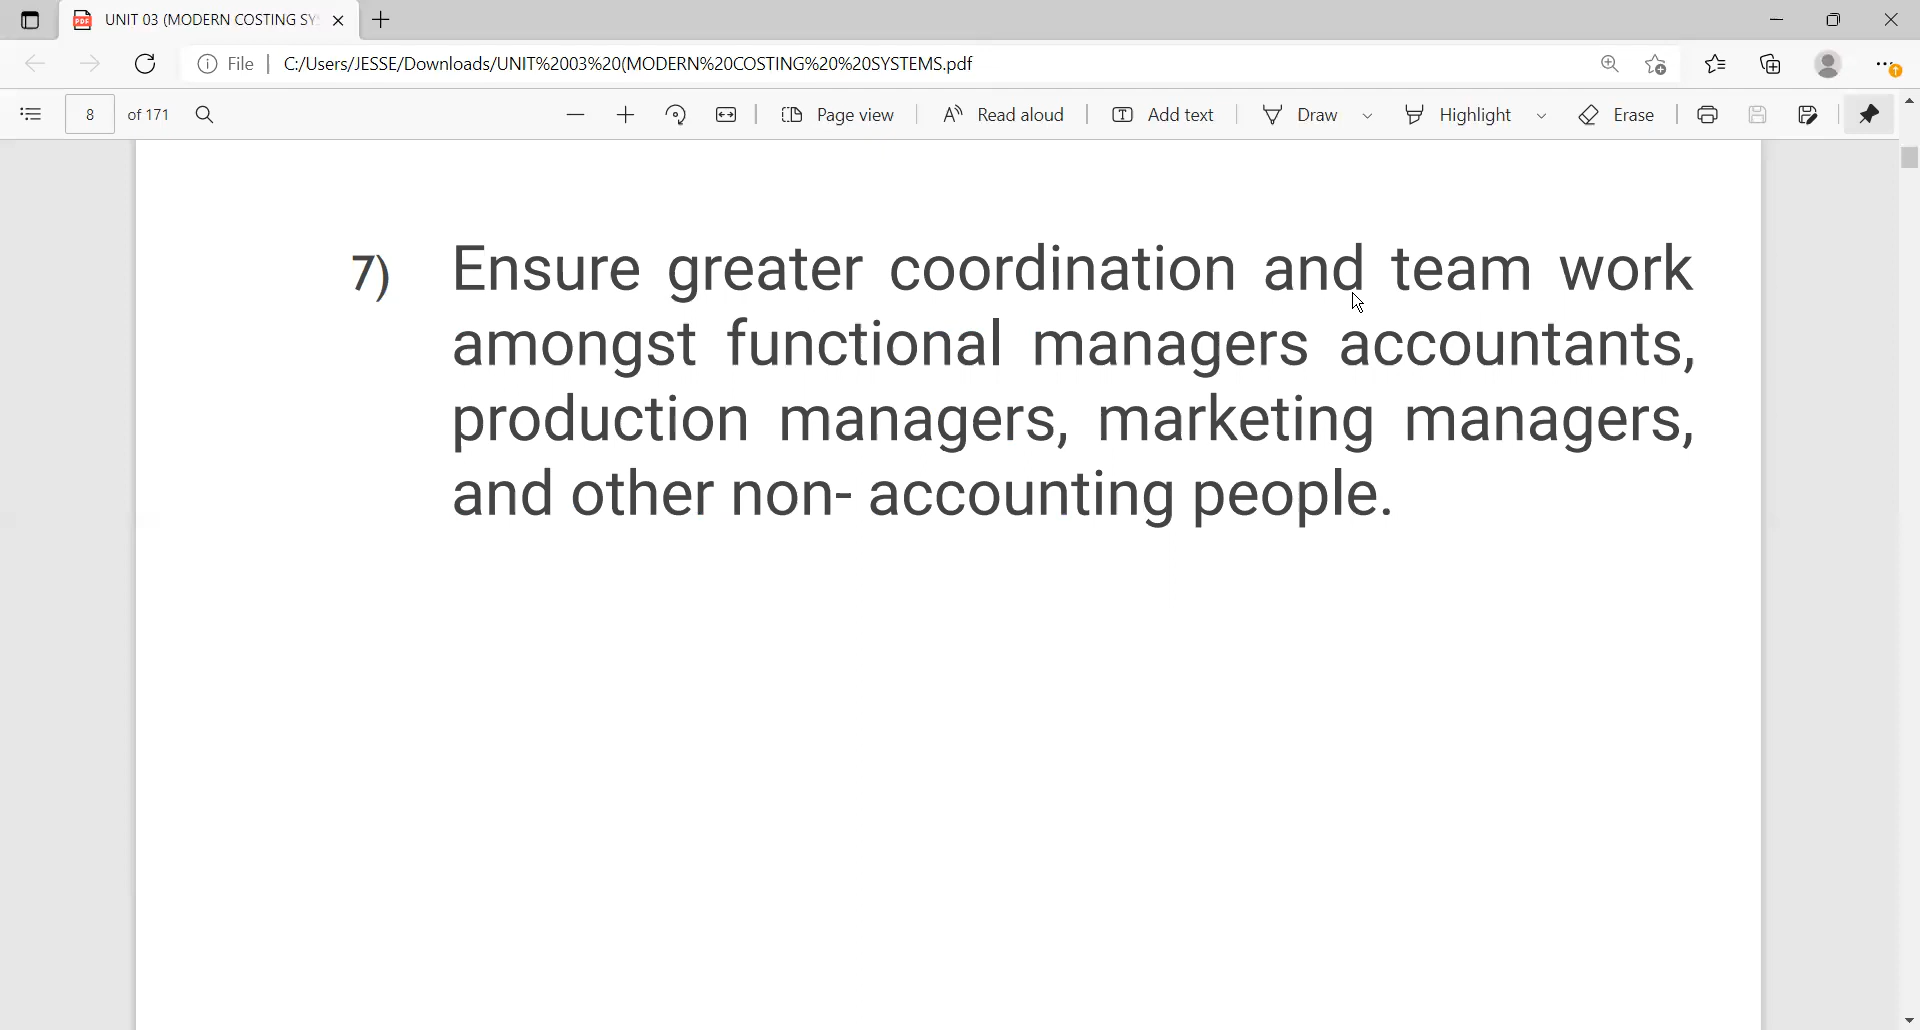 UNIT 03 (MODERN COSTING SY
File
C:/Users/JESSE/Downloads/UNIT%2003%20(MODERN%20COSTING%20%20SYSTEMS.pdf
8 of 171
Page view
Read aloud
Add text
Draw
Highlight
Erase
7) Ensure greater coordination and team work
amongst functional managers accountants,
production managers, marketing managers,
and other non- accounting people.